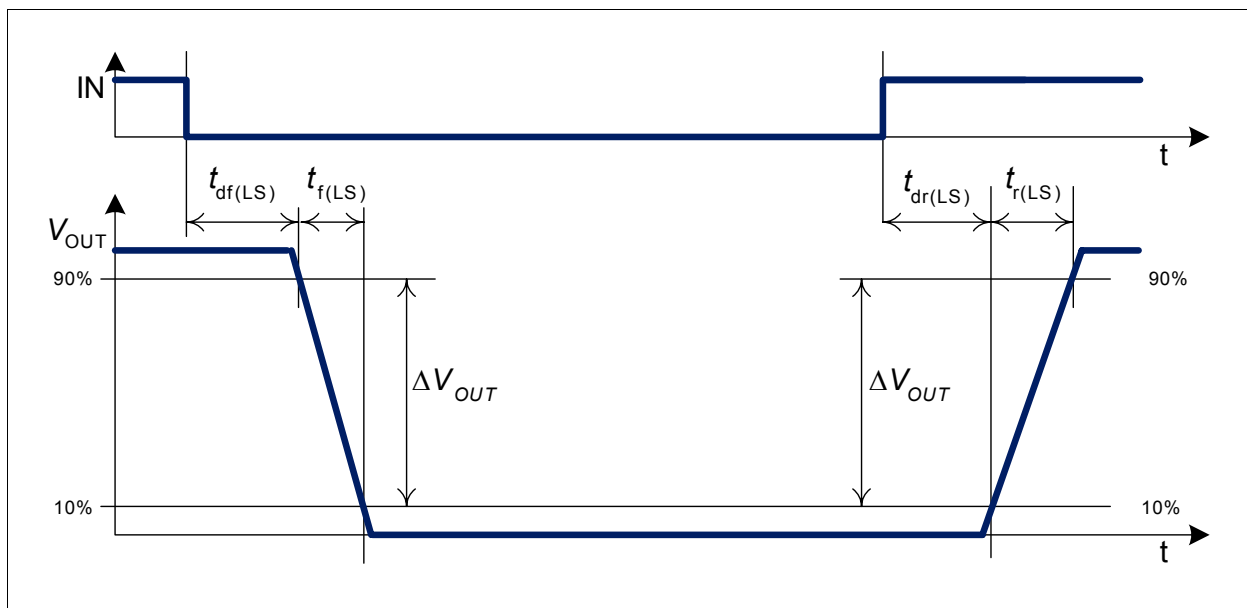 IN
t
tdf(LS) tf(LS) tdr(LS) tr(LS)
VOUT
90% 90%
ΔVOUT ΔVOUT
10% 10%
t